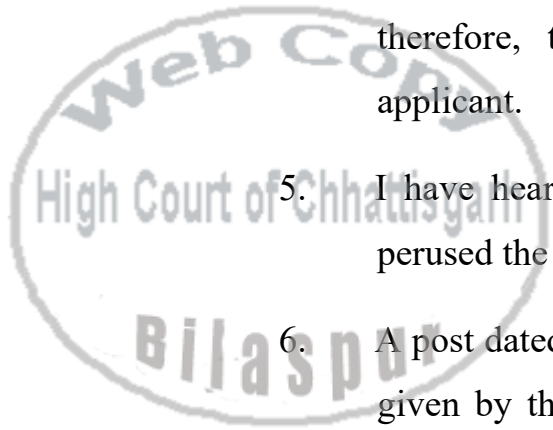 therefore, t
applicant.
5. I have hear
perused the
6. A post dated
given by th
Web Copy
High Court of Chhattisgarh
Bilaspur